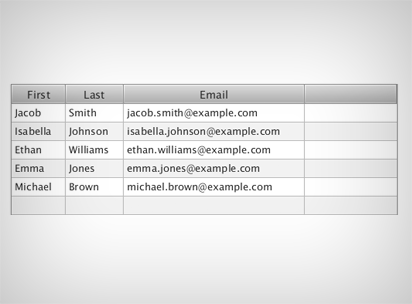 First Last Email
Jacob Smith jacob.smith@example.com
Isabella Johnson isabella.johnson@example.com
Ethan Williams ethan.williams@example.com
Emma Jones emma.jones@example.com
Michael Brown michael.brown@example.com